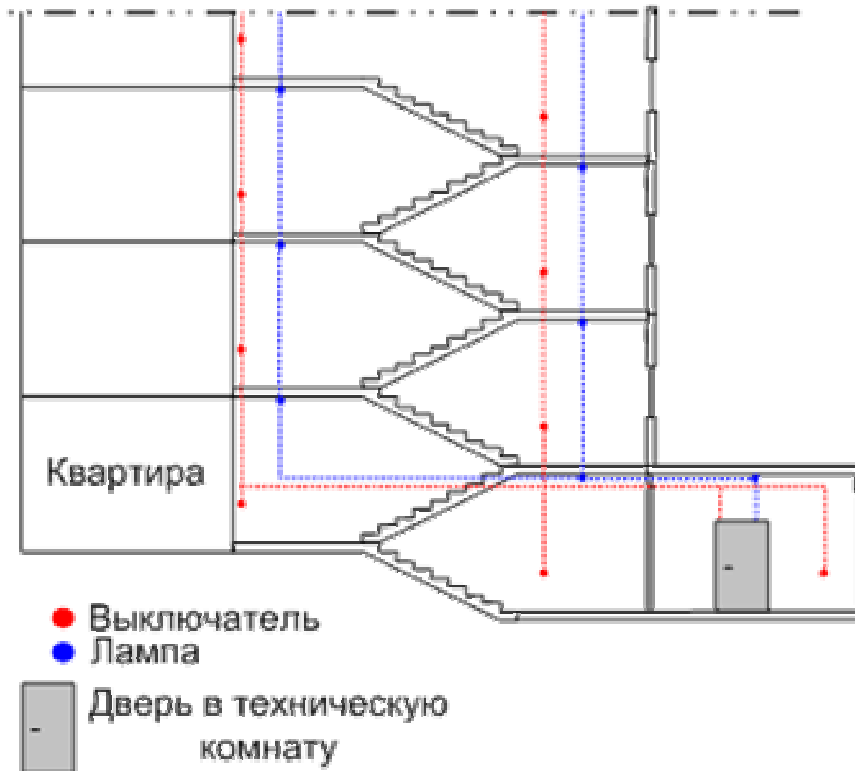 Квартира
Выключатель
Лампа
Дверь в техническую
комнату